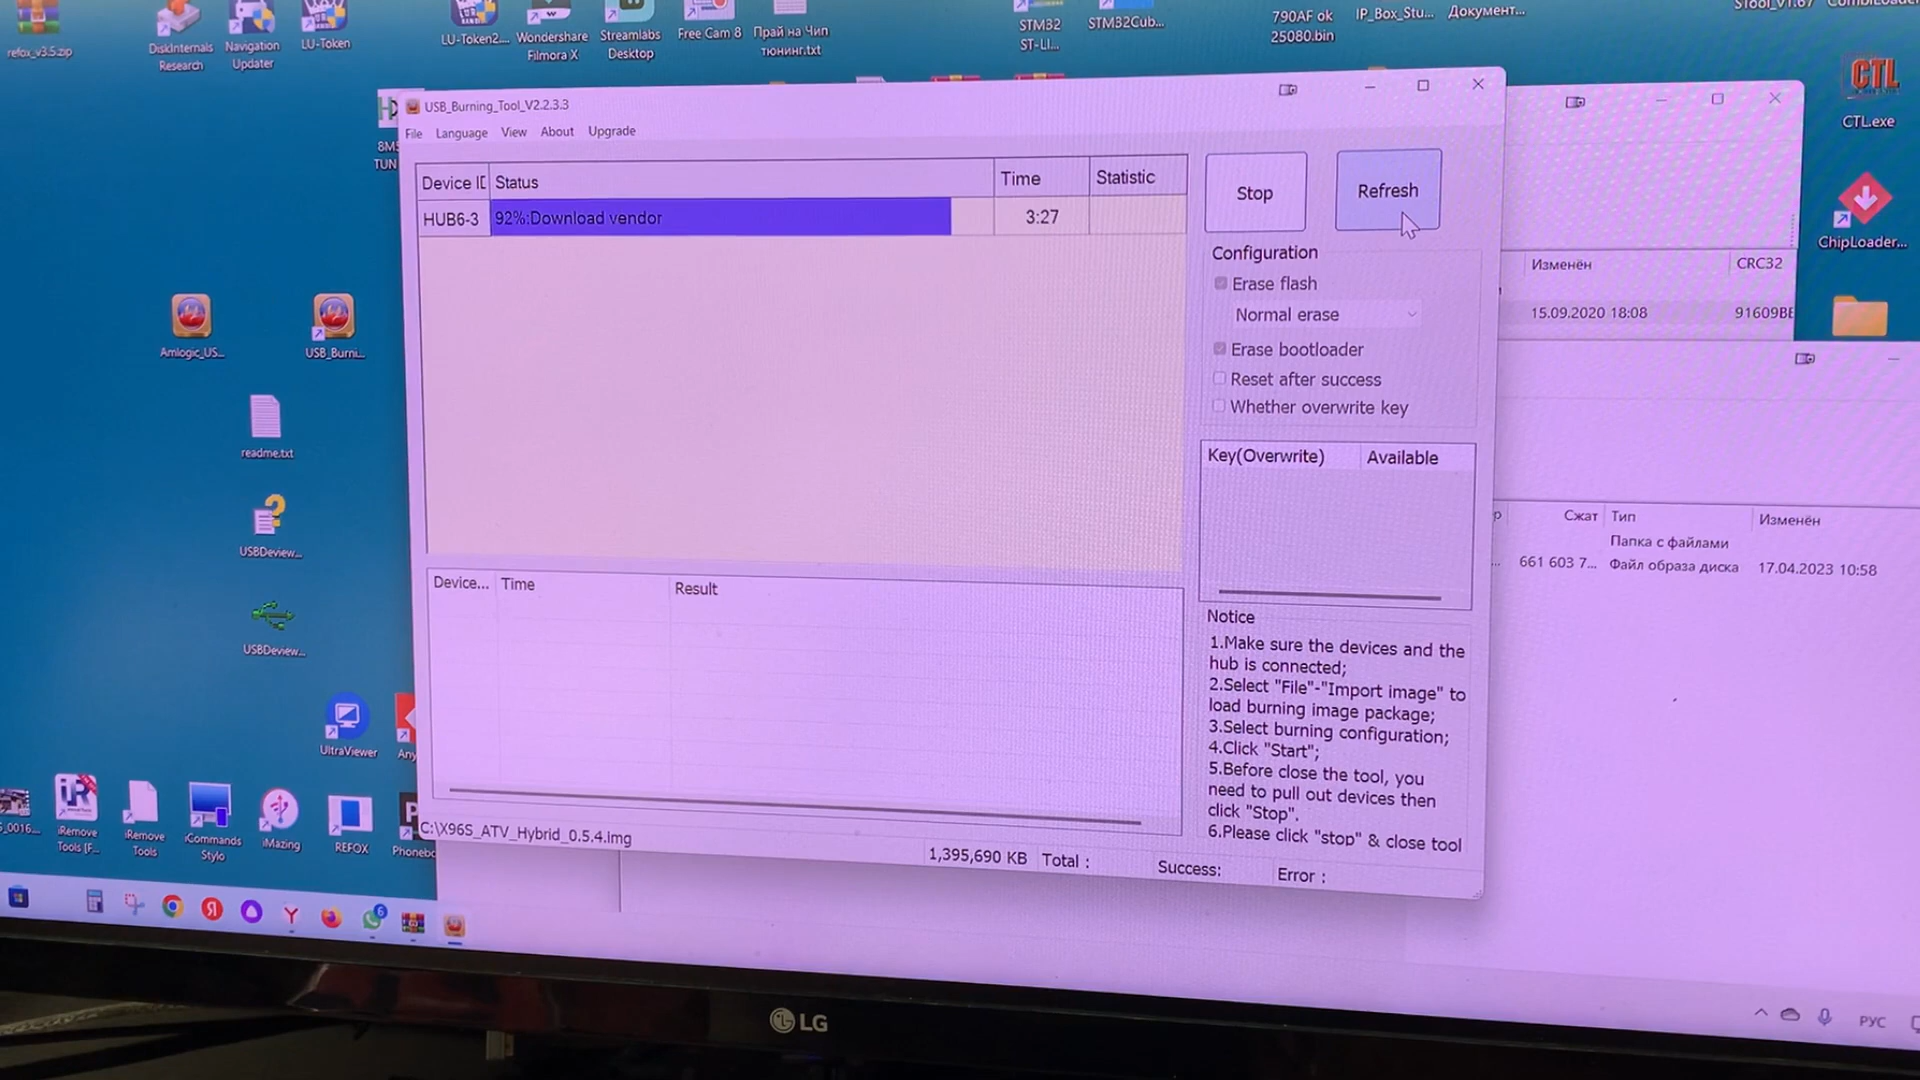 refox_v3.5.zip
DiskInternals
Research
Navigation
Updater
LU-Token
LU-Token2....
Wondershare
Filmora X
Streamlabs
Desktop
Free Cam 8
Прай на Чип
тюнинг.txt
STM32
ST-LI...
STM32Cub...
790AF ok
25080.bin
IP_Box_Stu...
Документ...
CTL
CTL.exe
ChipLoader...
USB_Burning_Tool_V2.2.3.3
File Language View About Upgrade
Device ID Status Time Statistic
HUB6-3 92%:Download vendor 3:27
Stop
Refresh
Configuration
Erase flash
Normal erase
Erase bootloader
Reset after success
Whether overwrite key
Key(Overwrite) Available
Notice
1.Make sure the devices and the
hub is connected;
2.Select "File"-"Import image" to
load burning image package;
3.Select burning configuration;
4.Click "Start";
5.Before close the tool, you
need to pull out devices then
click "Stop".
6.Please click "stop" & close tool
Device... Time Result
C:\X96S_ATV_Hybrid_0.5.4.img
1,395,690 KB Total : Success: Error :
Изменён CRC32
15.09.2020 18:08 91609BE
Сжат Тип Изменён
Папка с файлами
661 603 7... Файл образа диска 17.04.2023 10:58
Amlogic_US...
USB_Burni...
readme.txt
USBDeview...
USBDeview...
UltraViewer
iRemove
Tools [F...
iRemove
Tools
iCommands
Stylo
iMazing
REFOX
РУС
LG